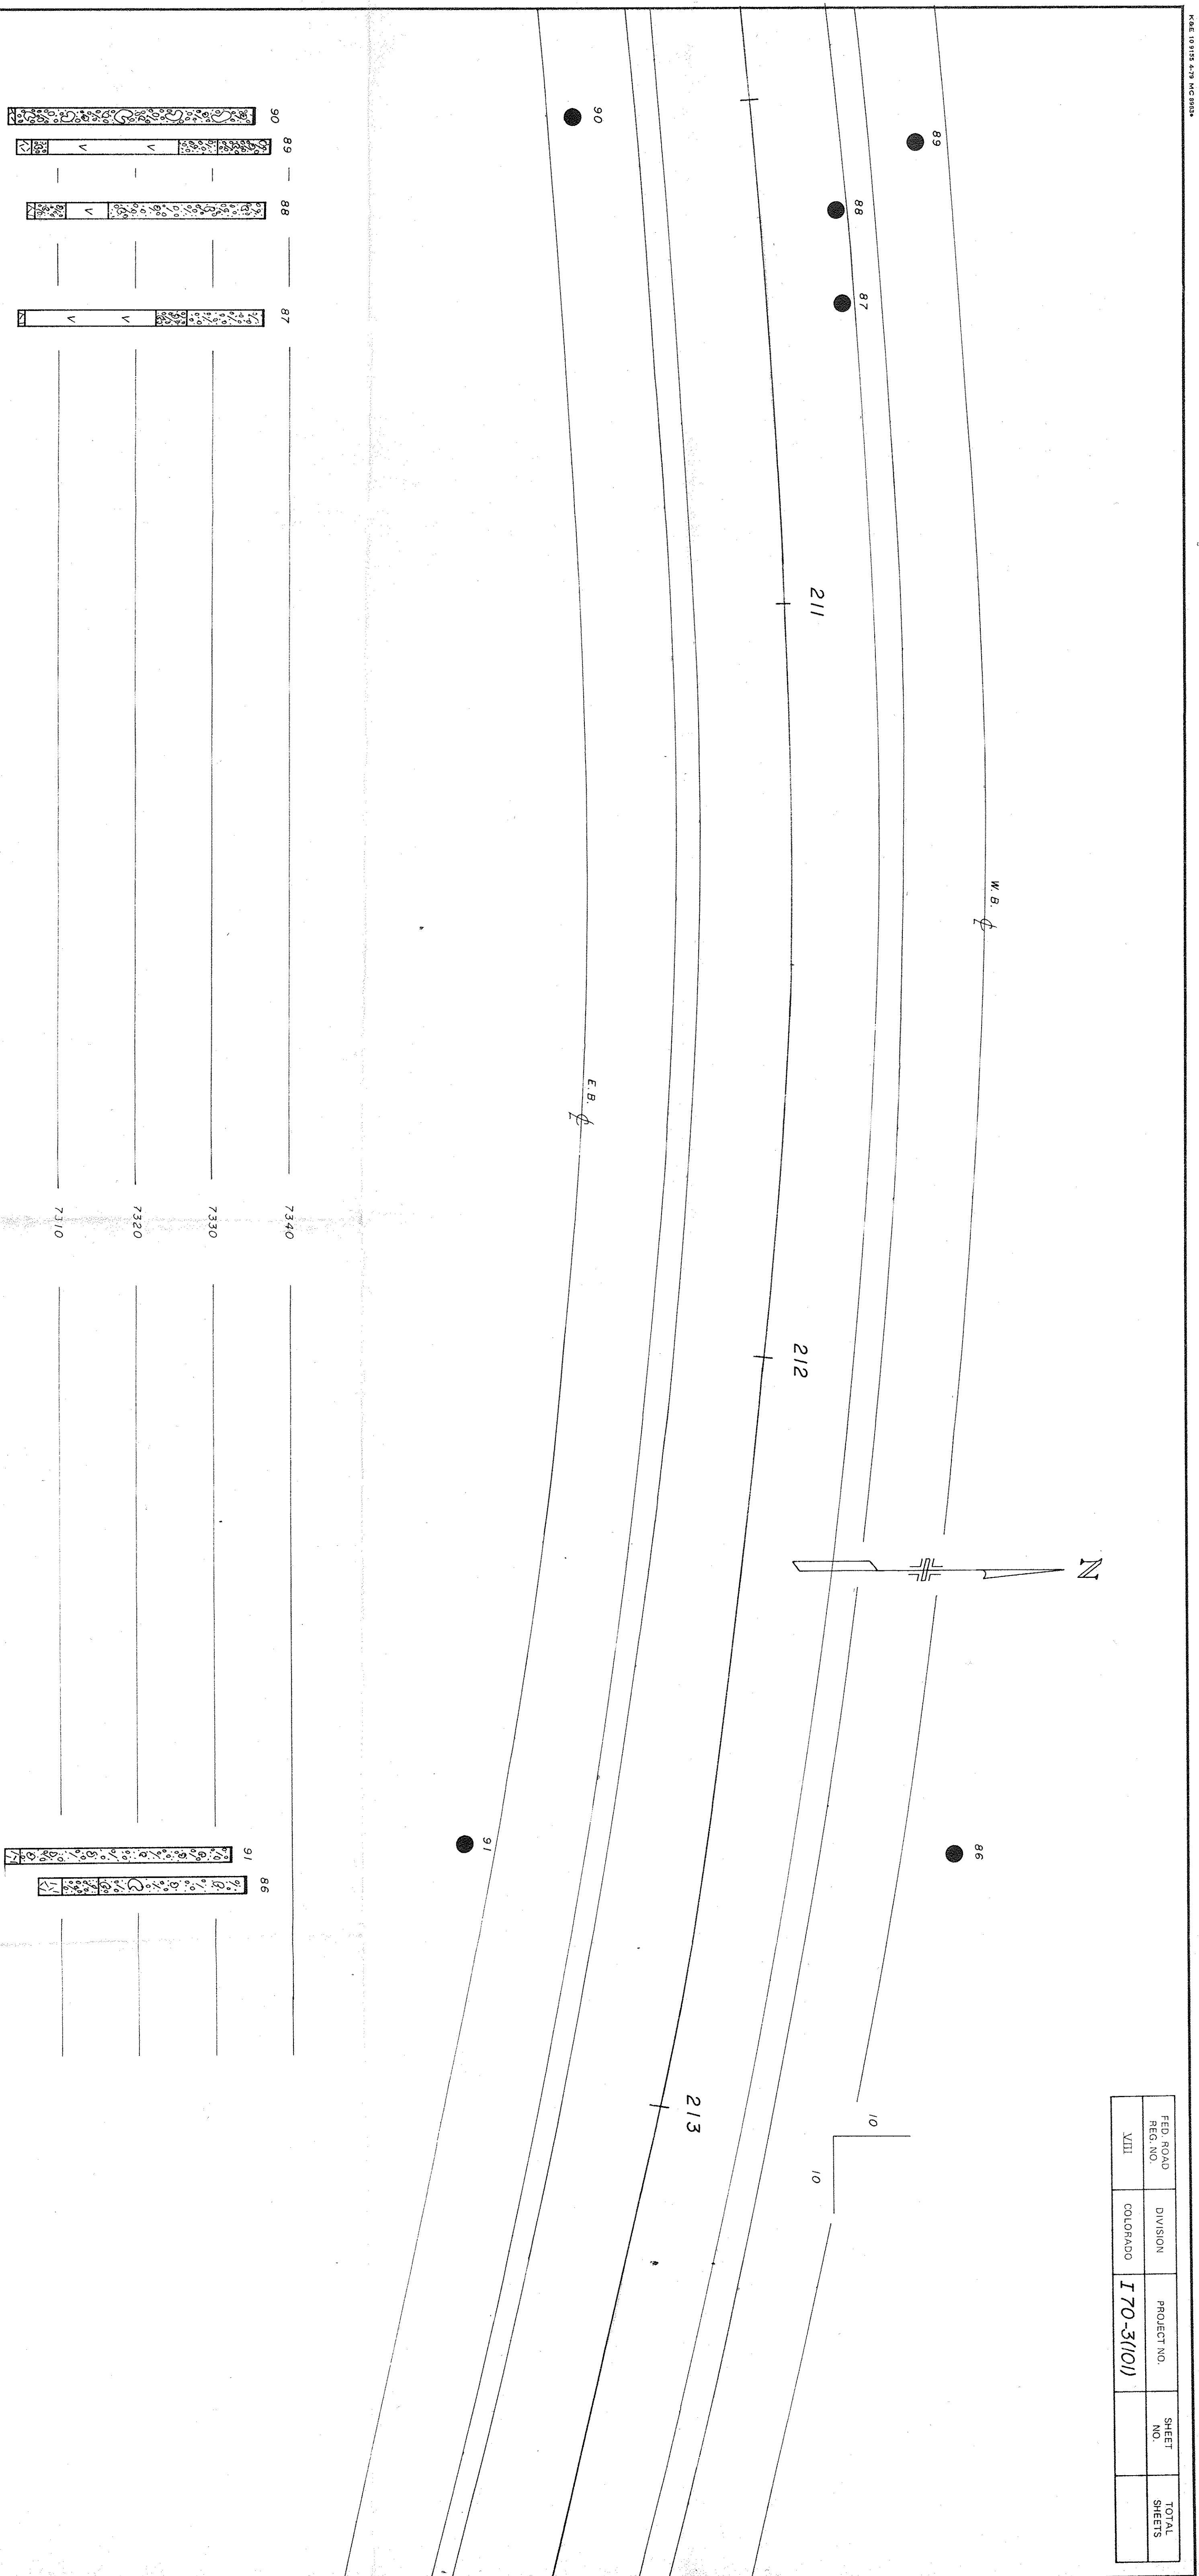 K&E 10 9155 4-79 MC 8983
FED. ROAD REG. NO.
DIVISION
PROJECT NO.
SHEET NO.
TOTAL SHEETS
VIII
COLORADO
I 70-3(101)
N
89
88
87
90
211
212
213
W. B. ℄
E. B. ℄
86
91
10
10
90
89
88
87
91
86
7340
7330
7320
7310